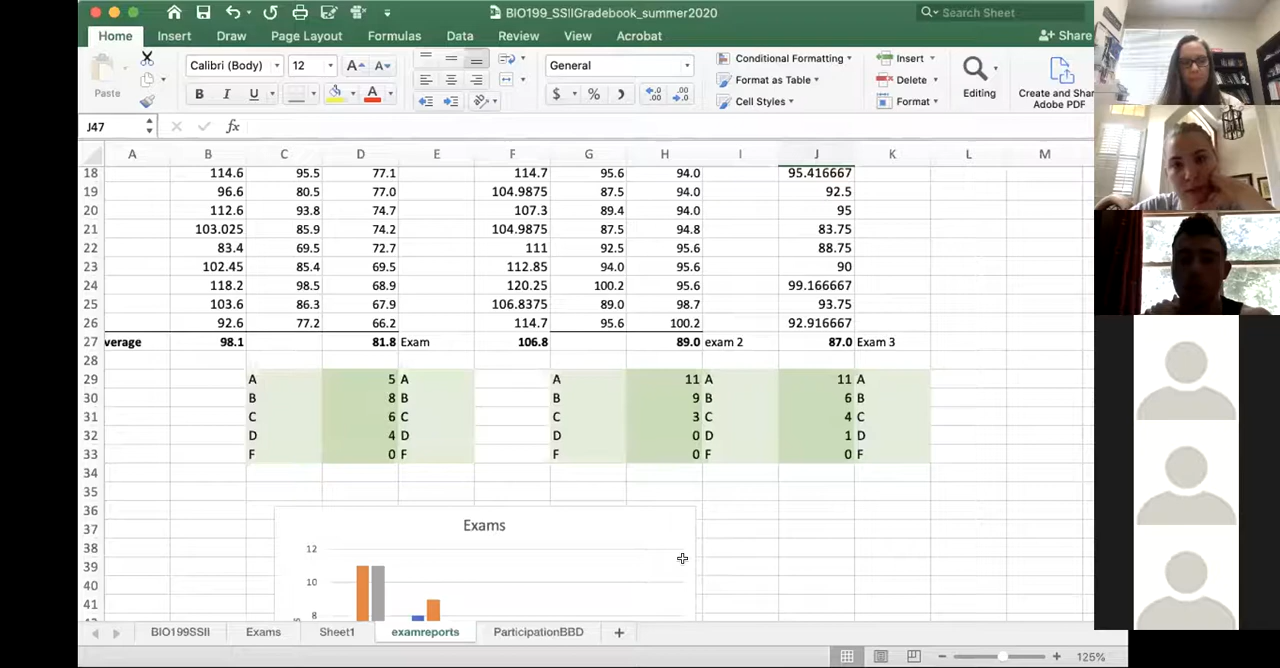 BIO199_SSIIGradebook_summer2020
Search Sheet
Home Insert Draw Page Layout Formulas Data Review View Acrobat Share
Paste
Calibri (Body) 12 A A
B I U A
General
$ % )
Conditional Formatting
Format as Table
Cell Styles
Insert
Delete
Format
Editing
Create and Shar
Adobe PDF
J47 fx
A B C D E F G H I J K L M
18 114.6 95.5 77.1 114.7 95.6 94.0 95.416667
19 96.6 80.5 77.0 104.9875 87.5 94.0 92.5
20 112.6 93.8 74.7 107.3 89.4 94.0 95
21 103.025 85.9 74.2 104.9875 87.5 94.8 83.75
22 83.4 69.5 72.7 111 92.5 95.6 88.75
23 102.45 85.4 69.5 112.85 94.0 95.6 90
24 118.2 98.5 68.9 120.25 100.2 95.6 99.166667
25 103.6 86.3 67.9 106.8375 89.0 98.7 93.75
26 92.6 77.2 66.2 114.7 95.6 100.2 92.916667
27 verage 98.1 81.8 Exam 106.8 89.0 exam 2 87.0 Exam 3
28
29 A 5 A A 11 A 11 A
30 B 8 B B 9 B 6 B
31 C 6 C C 3 C 4 C
32 D 4 D D 0 D 1 D
33 F 0 F F 0 F 0 F
34
35
36
37 Exams
38 12
39
40 10
41
8
BIO199SSII Exams Sheet1 examreports ParticipationBBD +
125%